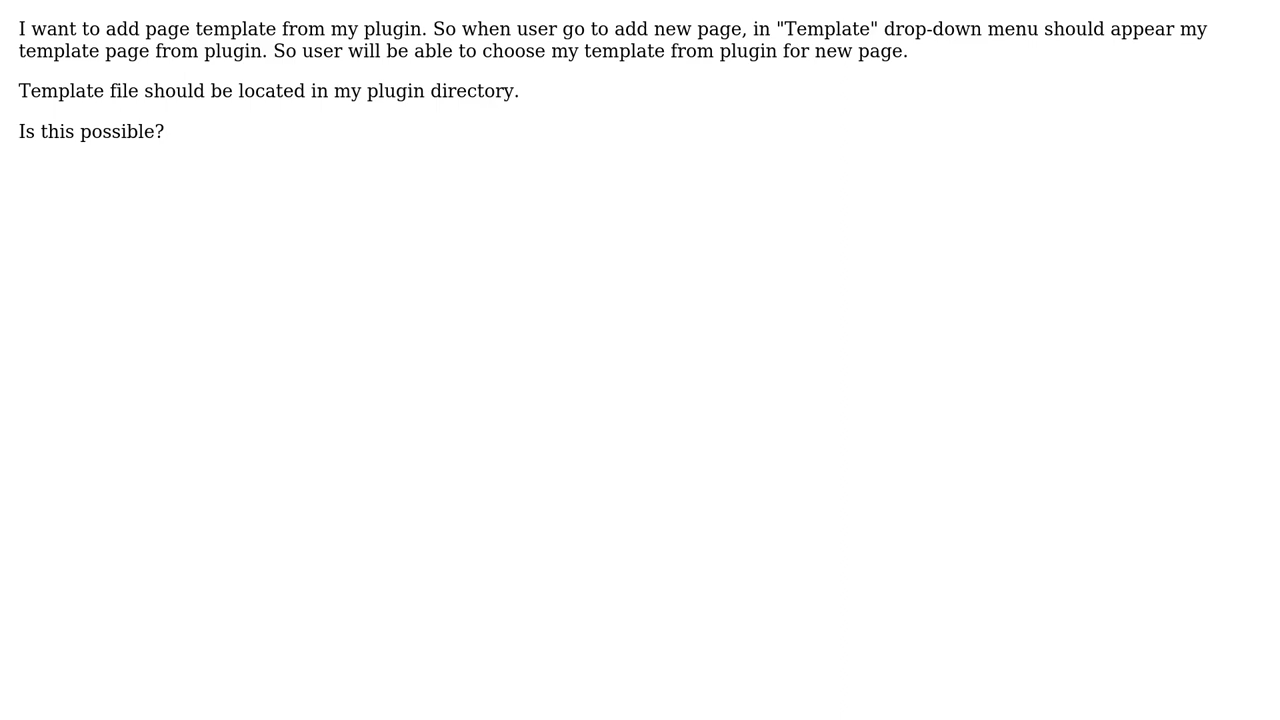 I want to add page template from my plugin. So when user go to add new page, in "Template" drop-down menu should appear my
template page from plugin. So user will be able to choose my template from plugin for new page.
Template file should be located in my plugin directory.
Is this possible?